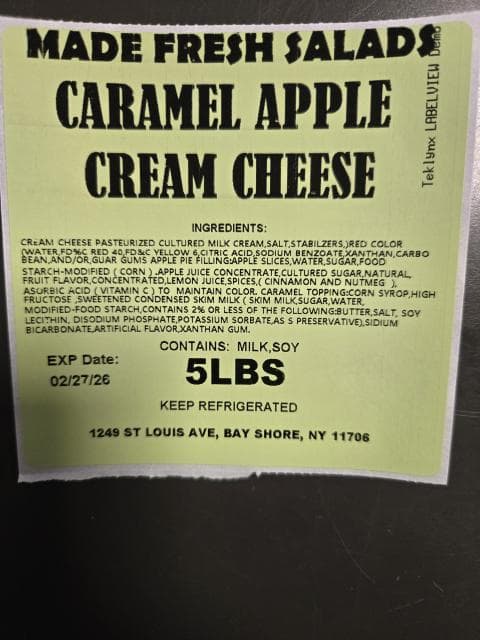 MADE FRESH SALADS
CARAMEL APPLE
CREAM CHEESE
Teklynx LABELVIEW Demo
INGREDIENTS:
CREAM CHEESE PASTEURIZED CULTURED MILK CREAM,SALT,STABILZERS,)RED COLOR
(WATER,FD%C RED 40,FD&C YELLOW 6,CITRIC ACID,SODIUM BENZOATE,XANTHAN,CARBO
BEAN,AND/OR,GUAR GUMS APPLE PIE FILLING:APPLE SLICES,WATER,SUGAR,FOOD
STARCH-MODIFIED ( CORN ) ,APPLE JUICE CONCENTRATE,CULTURED SUGAR,NATURAL
FRUIT FLAVOR,CONCENTRATED,LEMON JUICE,SPICES,( CINNAMON AND NUTMEG ),
ASORBIC ACID ( VITAMIN C ) TO MAINTAIN COLOR. CARAMEL TOPPING:CORN SYROP,HIGH
FRUCTOSE ,SWEETENED CONDENSED SKIM MILK ( SKIM MILK,SUGAR,WATER,
MODIFIED-FOOD STARCH,CONTAINS 2% OR LESS OF THE FOLLOWING:BUTTER,SALT, SOY
LECITHIN, DISODIUM PHOSPHATE,POTASSIUM SORBATE,AS S PRESERVATIVE),SIDIUM
BICARBONATE,ARTIFICIAL FLAVOR,XANTHAN GUM.
CONTAINS: MILK,SOY
EXP Date:
02/27/26
5LBS
KEEP REFRIGERATED
1249 ST LOUIS AVE, BAY SHORE, NY 11706